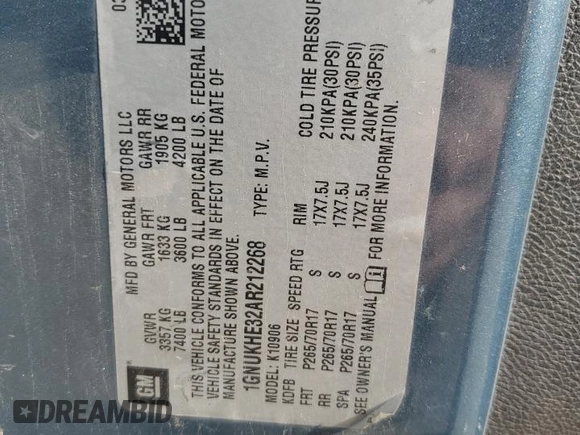 03
MFD BY GENERAL MOTORS LLC
GVWR GAWR FRT GAWR RR
3357 KG 1633 KG 1905 KG
7400 LB 3600 LB 4200 LB
THIS VEHICLE CONFORMS TO ALL APPLICABLE U.S. FEDERAL MOTO
VEHICLE SAFETY STANDARDS IN EFFECT ON THE DATE OF
MANUFACTURE SHOWN ABOVE.
1GNUKHE32AR212268 TYPE: M.P.V.
MODEL: K10906
KDFB TIRE SIZE SPEED RTG RIM COLD TIRE PRESSUR
FRT P265/70R17 S 17X7.5J 210KPA(30PSI)
RR P265/70R17 S 17X7.5J 210KPA(30PSI)
SPA P265/70R17 S 17X7.5J 240KPA(35PSI)
SEE OWNER'S MANUAL FOR MORE INFORMATION.
GM
DREAMBID